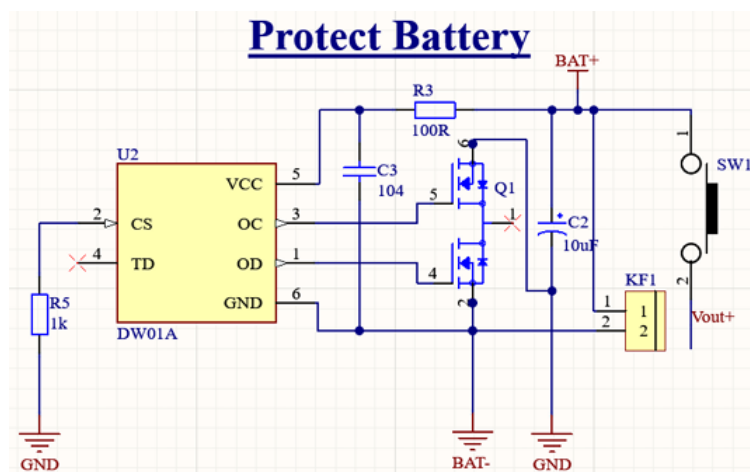 Protect Battery
BAT+
R3
100R
U2
VCC
5
C3
104
6
Q1
1
1
SW1
2
CS
OC
3
5
C2
10uF
4
TD
OD
1
4
2
KF1
R5
1k
GND
6
1
1
2
2
2
Vout+
DW01A
GND
BAT-
GND